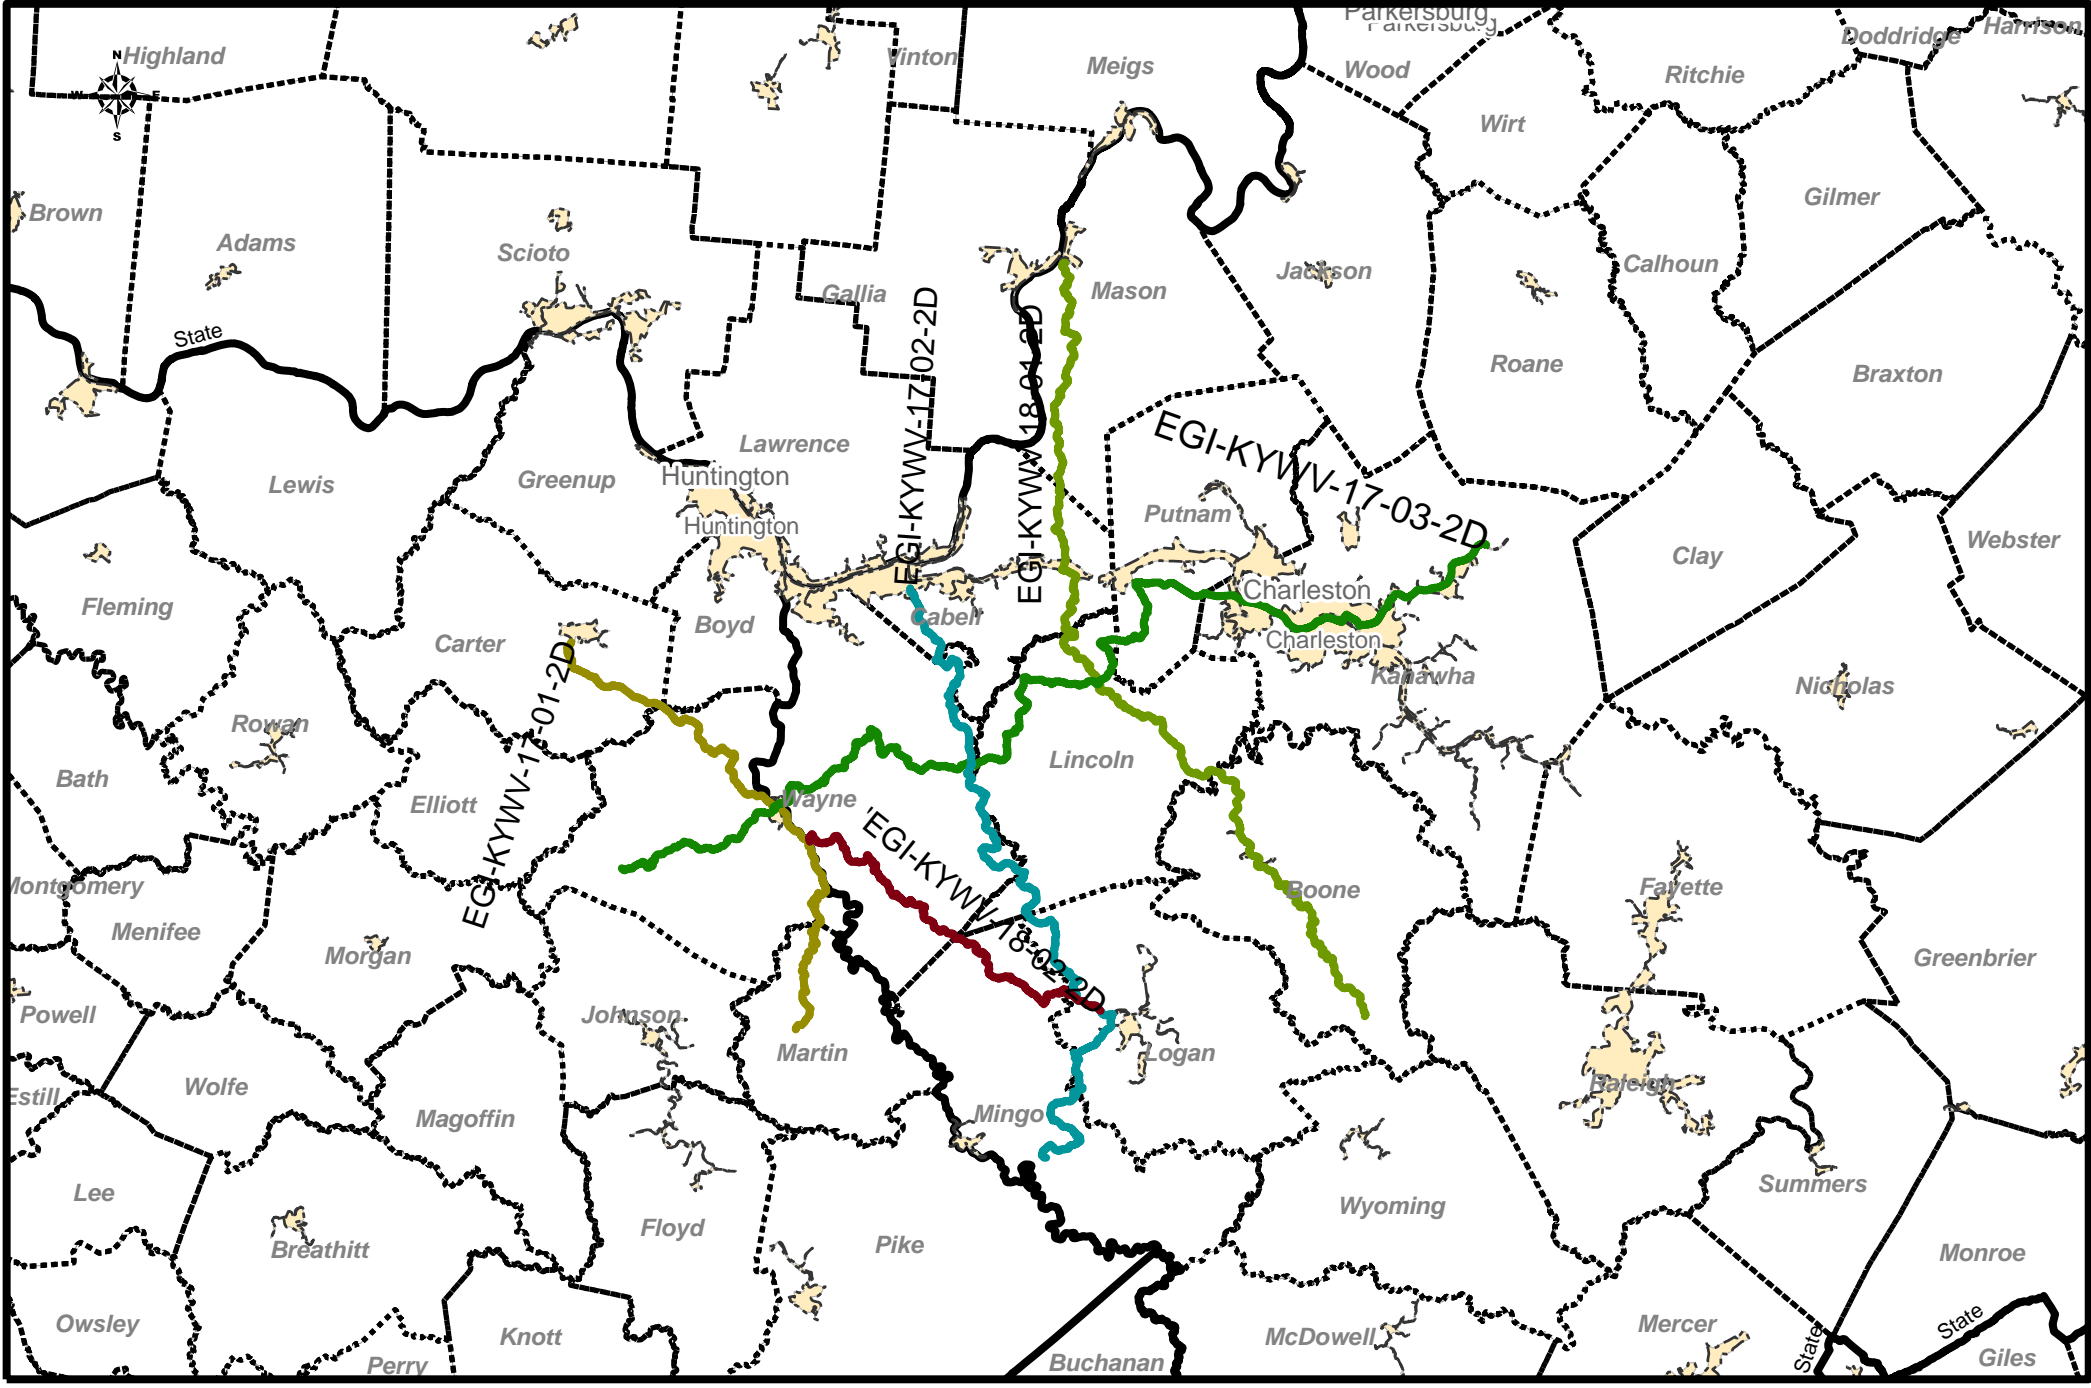 Parkersburg
Parkersburg
Doddridge
Harrison
Highland
Vinton
Meigs
Wood
Ritchie
N
W
E
S
Wirt
Brown
Adams
Scioto
Gilmer
Jackson
Calhoun
Gallia
Mason
State
Roane
Braxton
Lawrence
EGI-KYWV-17-02-2D
EGI-KYWV-18-01-2D
EGI-KYWV-17-03-2D
Lewis
Greenup
Huntington
Huntington
Putnam
Clay
Webster
Fleming
Carter
Boyd
Cabell
Charleston
Charleston
Kanawha
Nicholas
Rowan
EGI-KYWV-17-01-2D
Bath
Elliott
Wayne
Lincoln
'EGI-KYWV-18-02-2D
Montgomery
Menifee
Morgan
Boone
Fayette
Greenbrier
Powell
Johnson
Martin
Logan
Estill
Wolfe
Magoffin
Mingo
Raleigh
Lee
Breathitt
Floyd
Pike
Wyoming
Summers
Monroe
Owsley
Perry
Knott
Buchanan
McDowell
Mercer
State
State
Giles